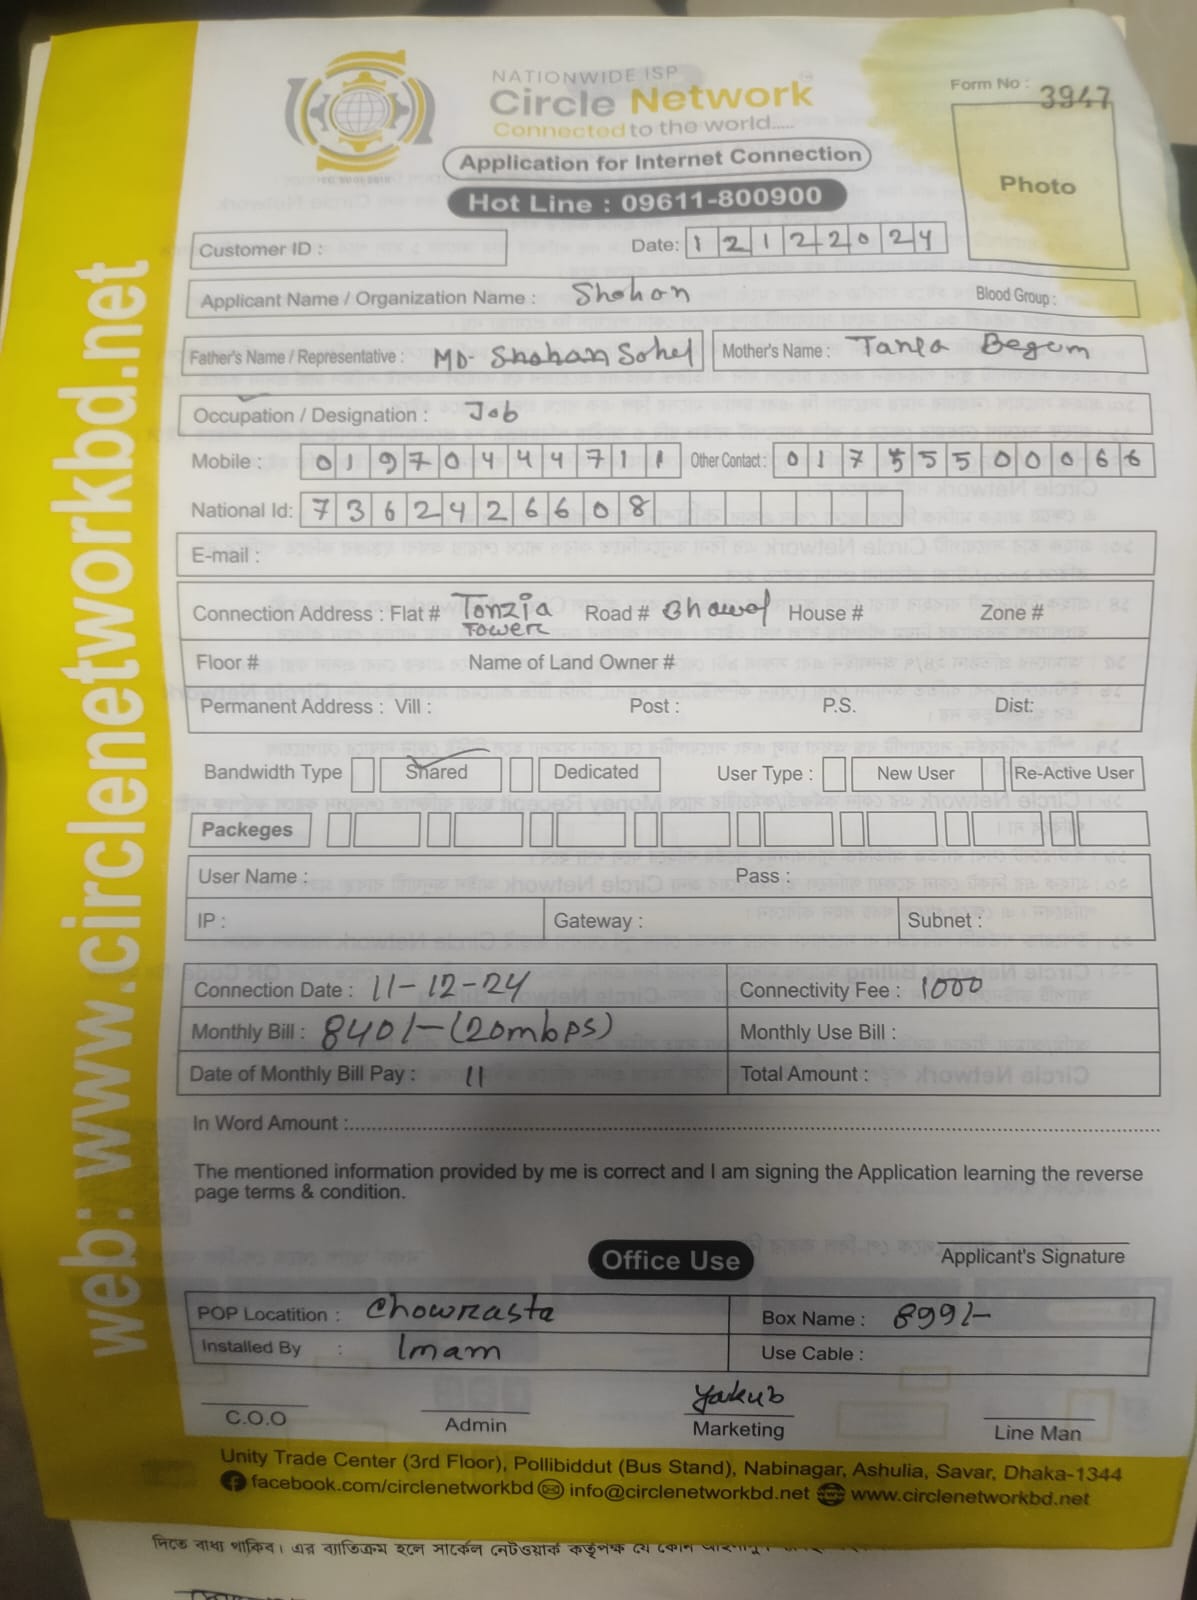 NATIONWIDE ISP
Circle Network
Connected to the world.....
Application for Internet Connection
Hot Line : 09611-800900
Form No : 3947
Photo
Customer ID :
Date: 12122024
Applicant Name / Organization Name : Shohan
Blood Group :
Father's Name / Representative : MD- Shohan Sohel
Mother's Name : Tania Begum
Occupation / Designation : Job
Mobile : 01970444711
Other Contact : 017555500066
National Id: 7362426608
E-mail :
Connection Address : Flat # Tonzia Tower Road # Bhawal House # Zone #
Floor # Name of Land Owner #
Permanent Address : Vill : Post : P.S. Dist:
Bandwidth Type Shared Dedicated User Type : New User Re-Active User
Packeges
User Name : Pass :
IP : Gateway : Subnet :
Connection Date : 11-12-24 Connectivity Fee : 1000
Monthly Bill : 840/- (20mbps) Monthly Use Bill :
Date of Monthly Bill Pay : 11 Total Amount :
In Word Amount :
The mentioned information provided by me is correct and I am signing the Application learning the reverse
page terms & condition.
Applicant's Signature
Office Use
POP Locatition : Chowrasta Box Name : 899/-
Installed By : Imam Use Cable :
Yakub
C.O.O Admin Marketing Line Man
Unity Trade Center (3rd Floor), Pollibiddut (Bus Stand), Nabinagar, Ashulia, Savar, Dhaka-1344
facebook.com/circlenetworkbd info@circlenetworkbd.net www.circlenetworkbd.net
web: www.circlenetworkbd.net
দিতে বাধ্য থাকিব। এর ব্যতিক্রম হলে সার্কেল নেটওয়ার্ক কর্তৃপক্ষ যে কোন